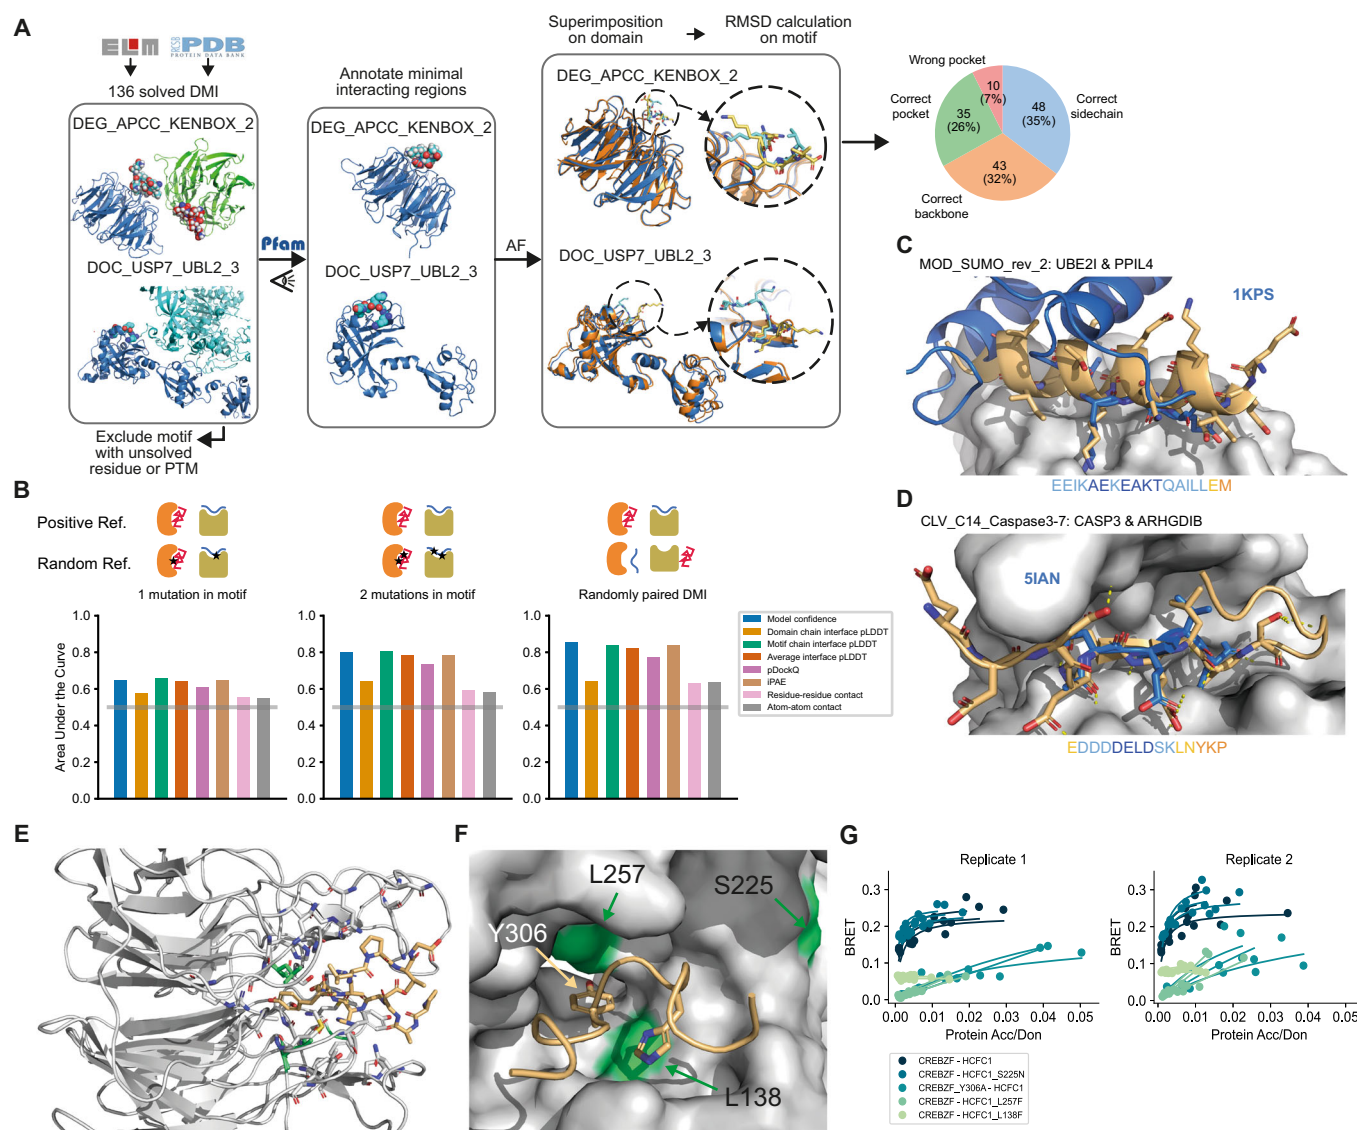 A
ELM
RCSB PDB
PROTEIN DATA BANK
136 solved DMI
DEG_APCC_KENBOX_2
DOC_USP7_UBL2_3
Exclude motif
with unsolved
residue or PTM
Pfam
Annotate minimal
interacting regions
DEG_APCC_KENBOX_2
DOC_USP7_UBL2_3
AF
Superimposition
on domain
RMSD calculation
on motif
DEG_APCC_KENBOX_2
DOC_USP7_UBL2_3
Wrong pocket
10
(7%)
Correct
pocket
35
(26%)
48
(35%)
Correct
sidechain
43
(32%)
Correct
backbone
B
Positive Ref.
Random Ref.
1 mutation in motif
2 mutations in motif
Randomly paired DMI
Area Under the Curve
1.0
0.8
0.6
0.4
0.2
0.0
1.0
0.8
0.6
0.4
0.2
0.0
1.0
0.8
0.6
0.4
0.2
0.0
Model confidence
Domain chain interface pLDDT
Motif chain interface pLDDT
Average interface pLDDT
pDockQ
iPAE
Residue-residue contact
Atom-atom contact
C
MOD_SUMO_rev_2: UBE2I & PPIL4
1KPS
EEIKAEKEAKTQAILLEM
D
CLV_C14_Caspase3-7: CASP3 & ARHGDIB
5IAN
EDDDDELDSKLNYKP
E
F
L257
S225
Y306
L138
G
Replicate 1
BRET
0.3
0.2
0.1
0.0
0.00 0.01 0.02 0.03 0.04 0.05
Protein Acc/Don
Replicate 2
BRET
0.3
0.2
0.1
0.0
0.00 0.01 0.02 0.03 0.04 0.05
Protein Acc/Don
CREBZF - HCFC1
CREBZF - HCFC1_S225N
CREBZF_Y306A - HCFC1
CREBZF - HCFC1_L257F
CREBZF - HCFC1_L138F